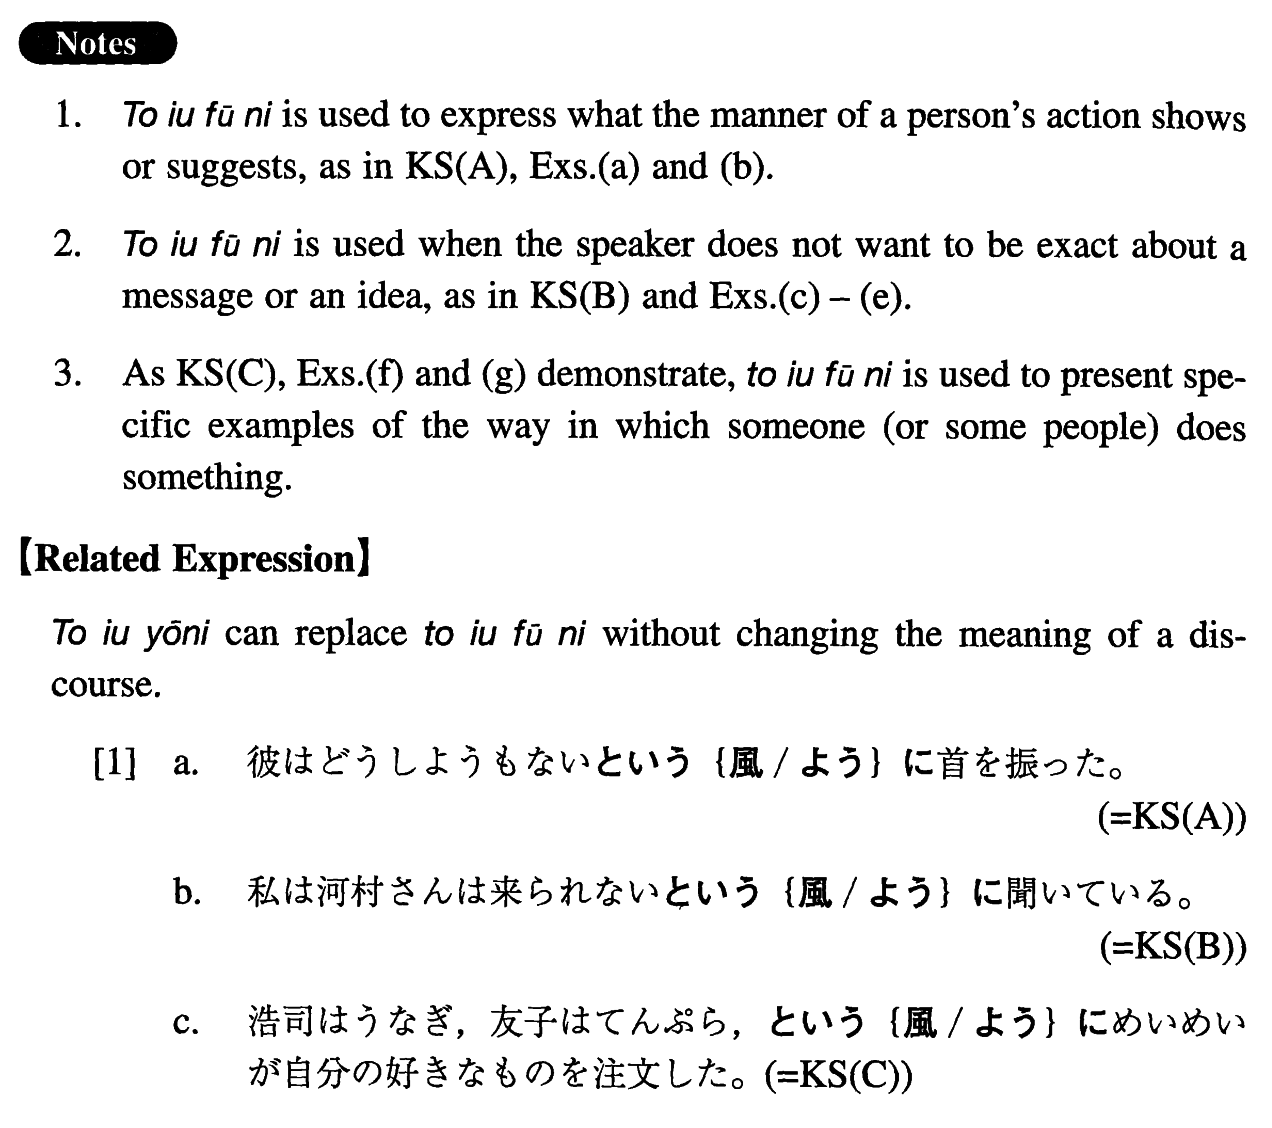 Notes
1. To iu fū ni is used to express what the manner of a person's action shows
or suggests, as in KS(A), Exs.(a) and (b).
2. To iu fū ni is used when the speaker does not want to be exact about a
message or an idea, as in KS(B) and Exs.(c) – (e).
3. As KS(C), Exs.(f) and (g) demonstrate, to iu fū ni is used to present spe-
cific examples of the way in which someone (or some people) does
something.
【Related Expression】
To iu yōni can replace to iu fū ni without changing the meaning of a dis-
course.
[1] a. 彼はどうしようもないという {風 / よう} に首を振った。
(=KS(A))
b. 私は河村さんは来られないという {風 / よう} に聞いている。
(=KS(B))
c. 浩司はうなぎ，友子はてんぷら，という {風 / よう} にめいめい
が自分の好きなものを注文した。(=KS(C))